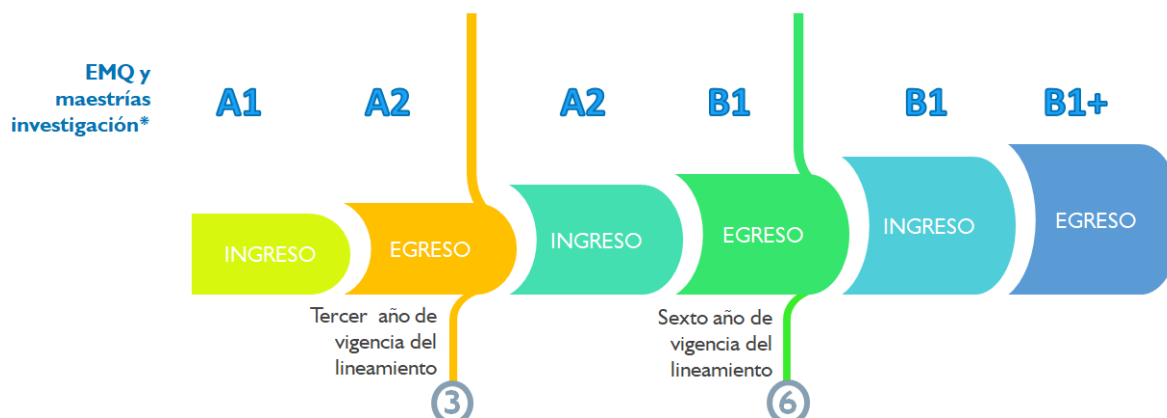 EMQ y
maestrías
investigación*
A1
A2
A2
B1
B1
B1+
INGRESO
EGRESO
INGRESO
EGRESO
INGRESO
EGRESO
Tercer año de
vigencia del
lineamiento
Sexto año de
vigencia del
lineamiento
3
6